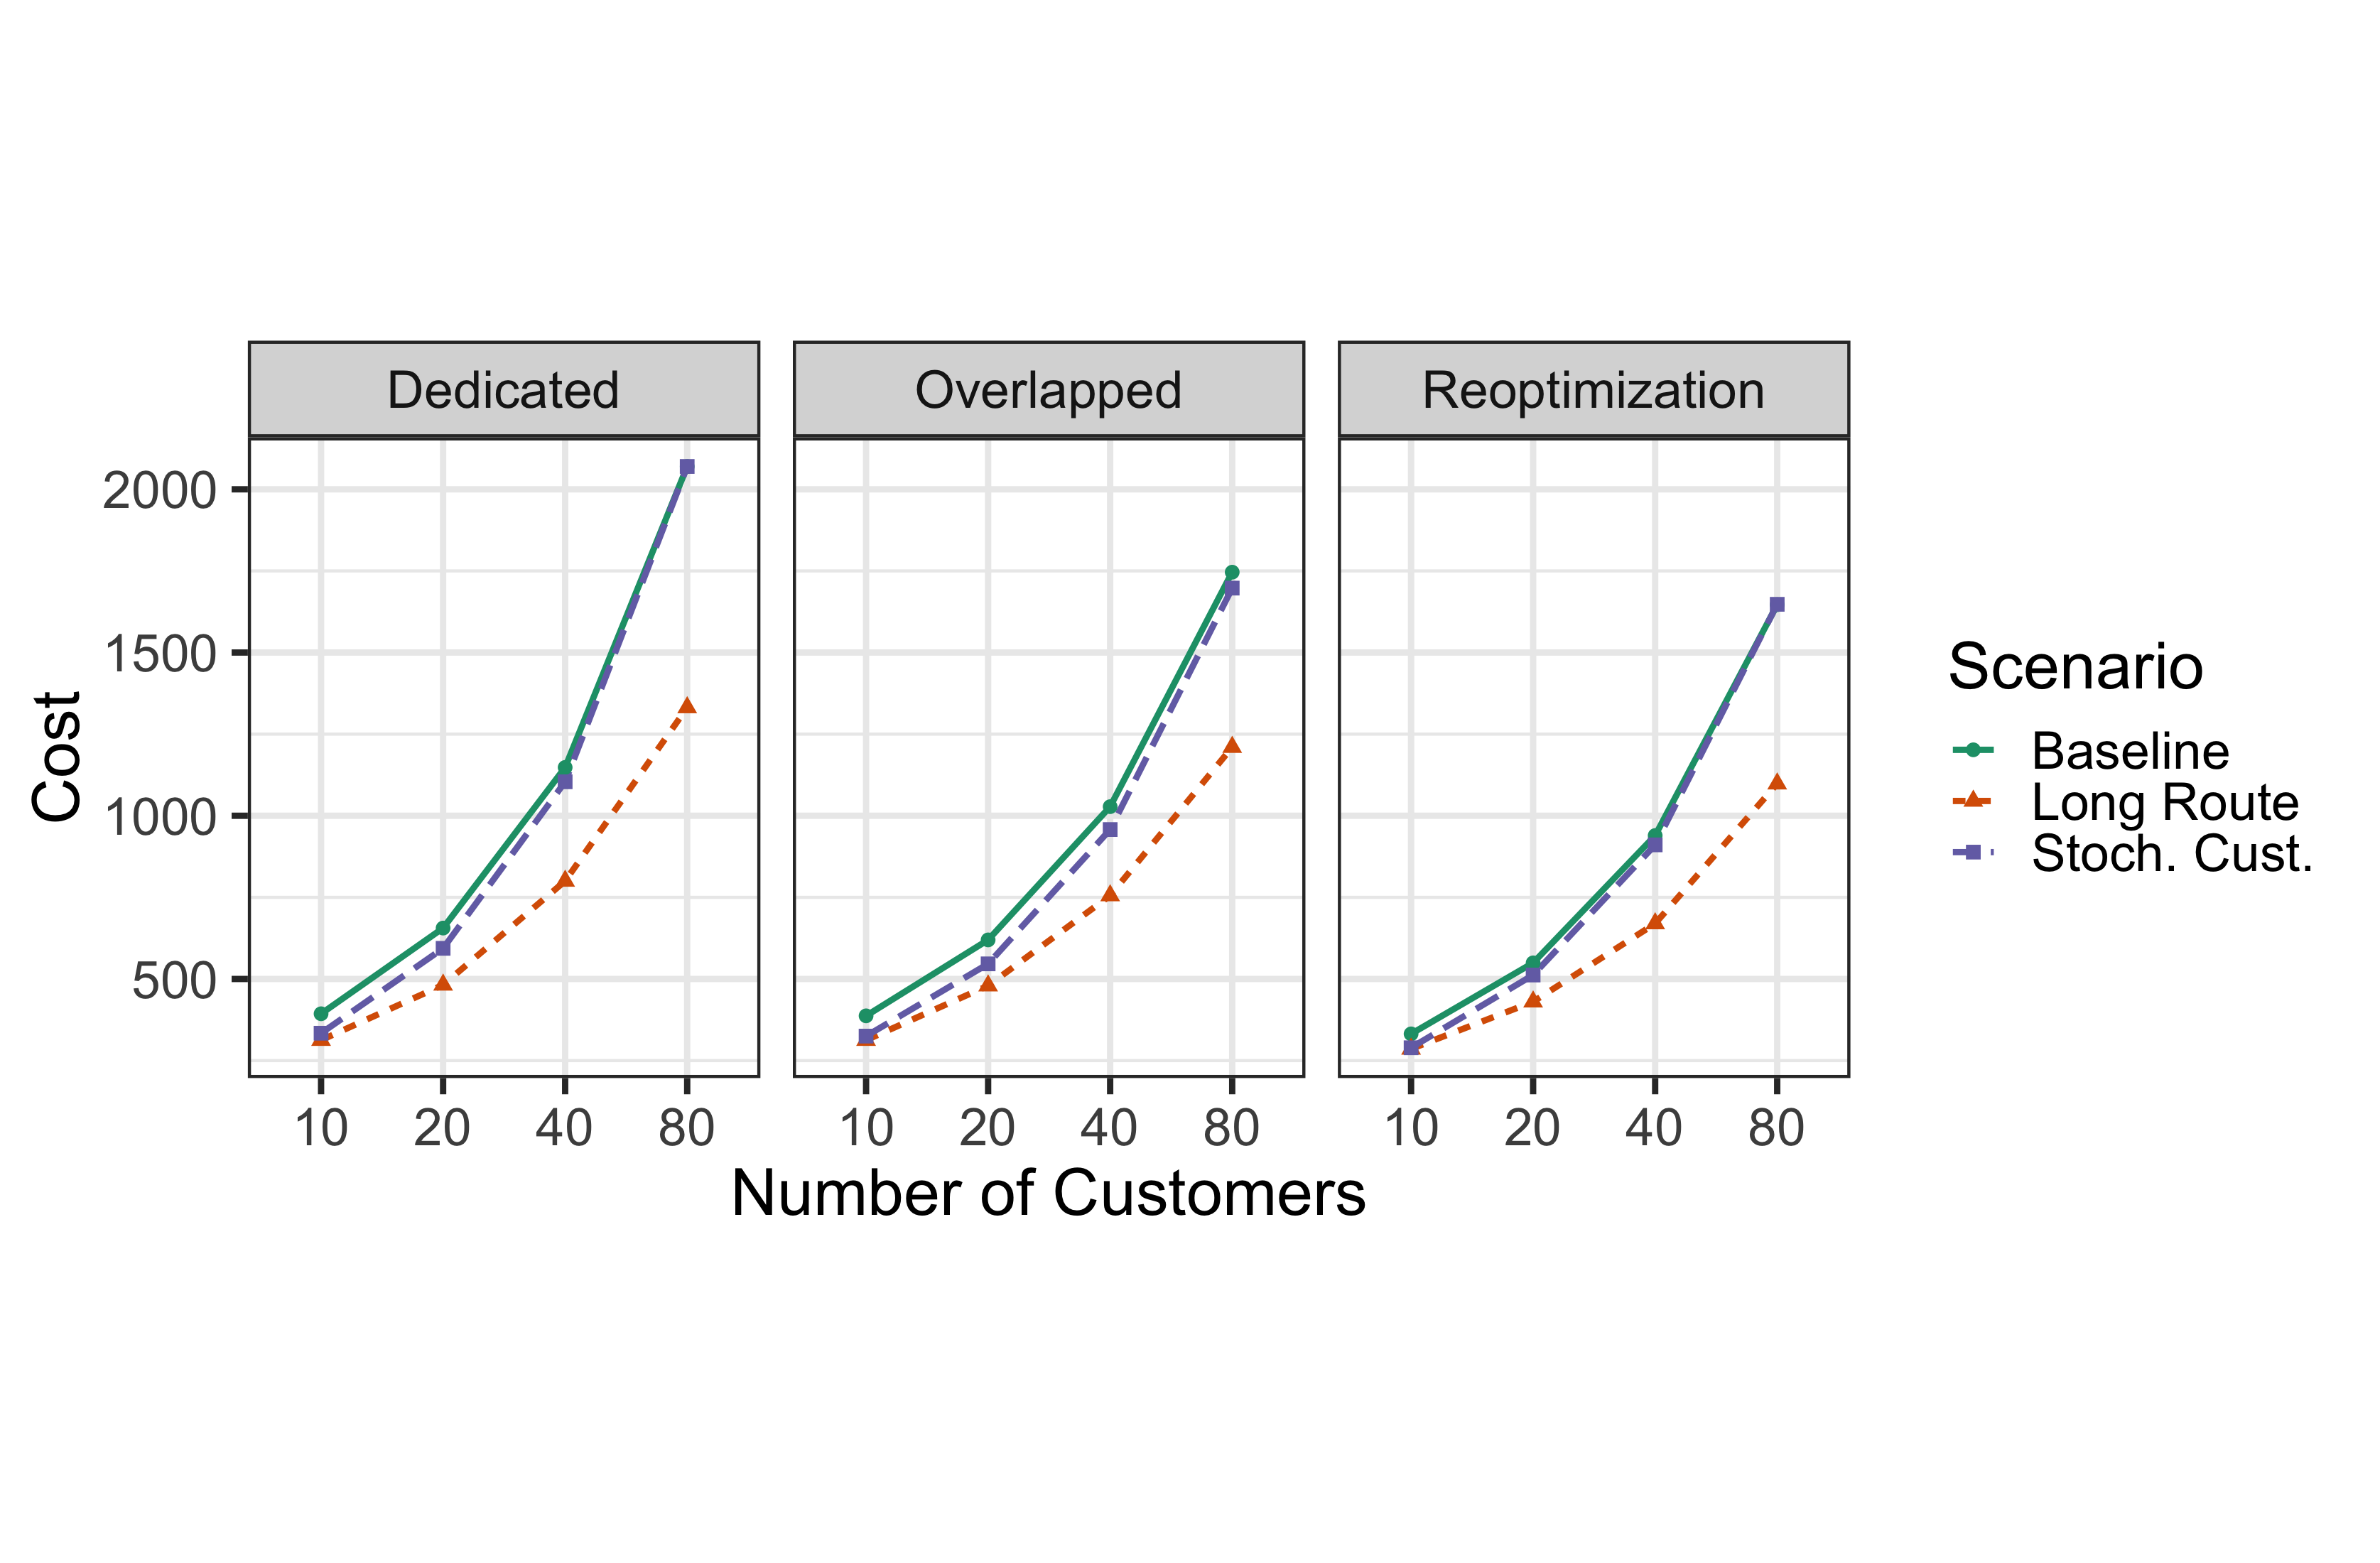 Dedicated Overlapped Reoptimization
2000
1500
1000
500
Cost
10 20 40 80 10 20 40 80 10 20 40 80
Number of Customers
Scenario
Baseline
Long Route
Stoch. Cust.